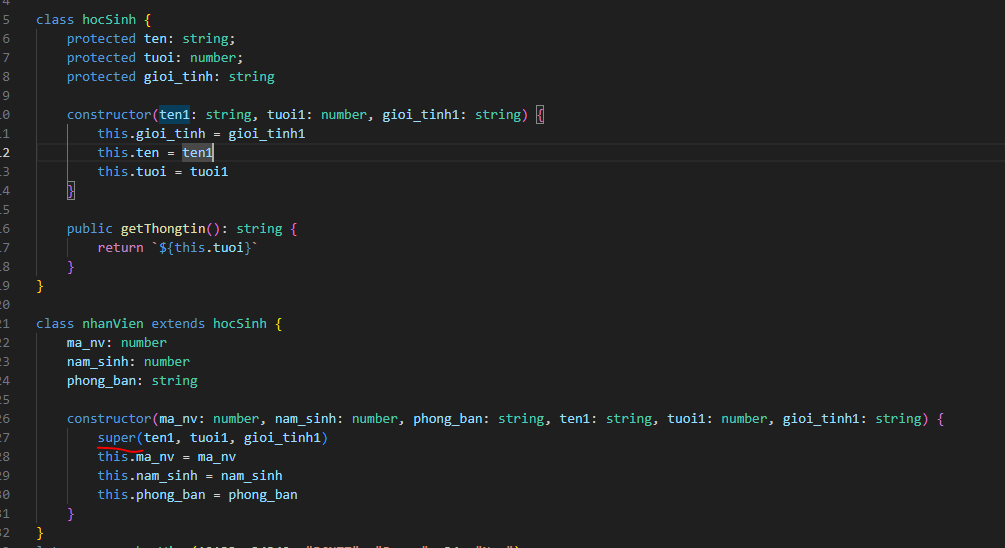 5 class hocSinh {
6 protected ten: string;
7 protected tuoi: number;
8 protected gioi_tinh: string
9
10 constructor(ten1: string, tuoi1: number, gioi_tinh1: string) {
11 this.gioi_tinh = gioi_tinh1
12 this.ten = ten1
13 this.tuoi = tuoi1
14 }
15
16 public getThongtin(): string {
17 return `${this.tuoi}`
18 }
19 }
20
21 class nhanVien extends hocSinh {
22 ma_nv: number
23 nam_sinh: number
24 phong_ban: string
25
26 constructor(ma_nv: number, nam_sinh: number, phong_ban: string, ten1: string, tuoi1: number, gioi_tinh1: string) {
27 super(ten1, tuoi1, gioi_tinh1)
28 this.ma_nv = ma_nv
29 this.nam_sinh = nam_sinh
30 this.phong_ban = phong_ban
31 }
32 }